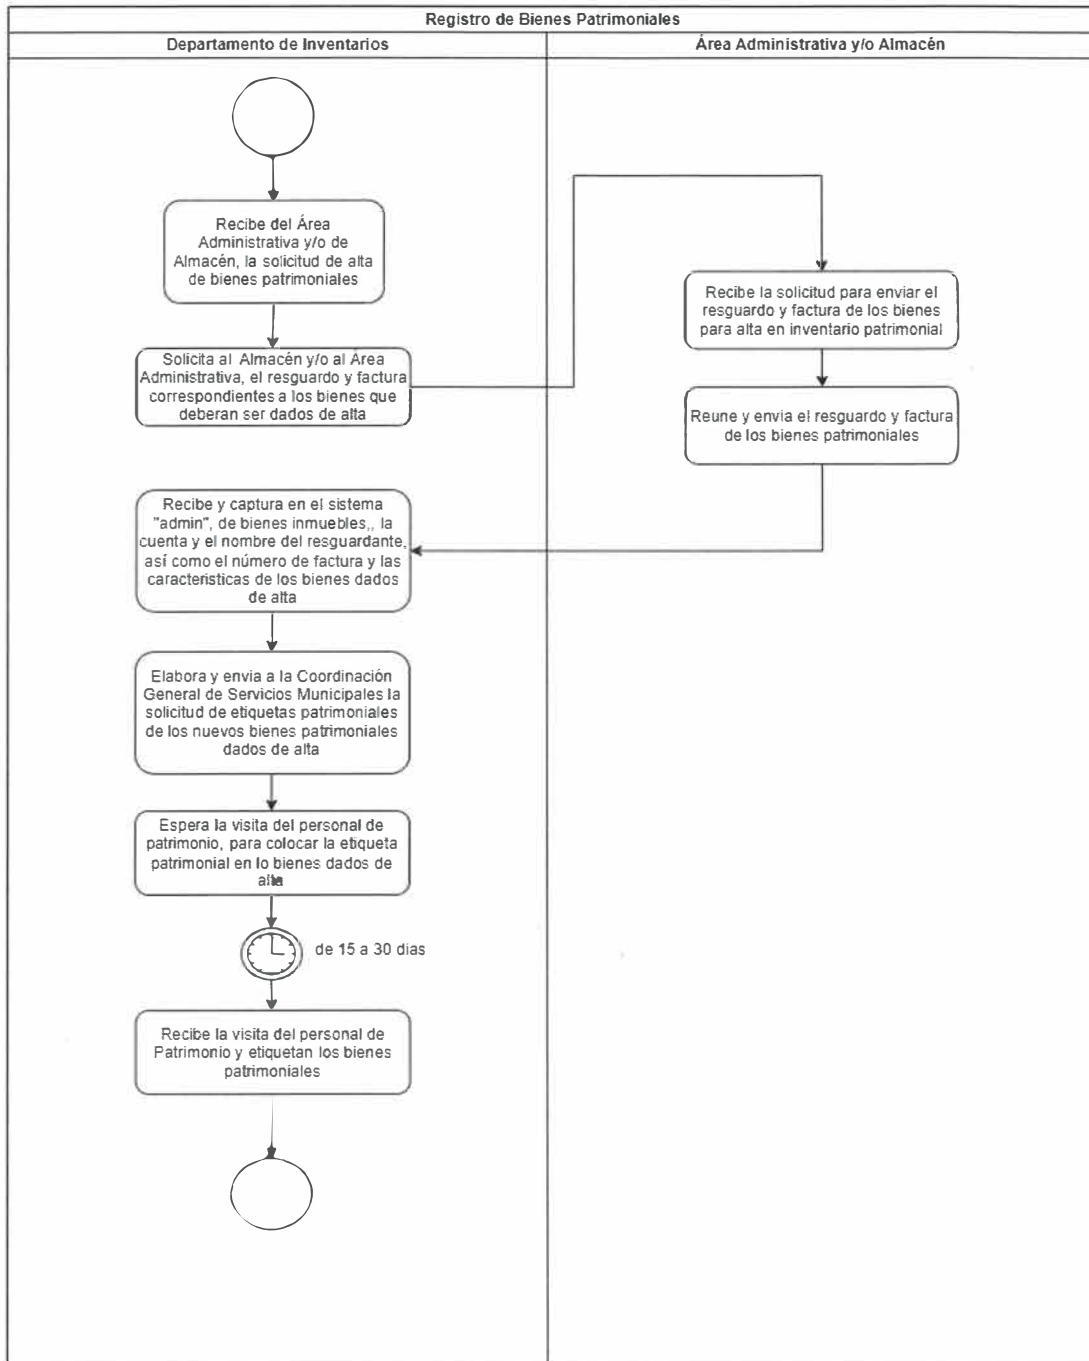 Registro de Bienes Patrimoniales
Departamento de Inventarios
Área Administrativa y/o Almacén
Recibe del Área
Administrativa y/o de
Almacén, la solicitud de alta
de bienes patrimoniales
Solicita al Almacén y/o al Área
Administrativa, el resguardo y factura
correspondientes a los bienes que
deberan ser dados de alta
Recibe la solicitud para enviar el
resguardo y factura de los bienes
para alta en inventario patrimonial
Reune y envia el resguardo y factura
de los bienes patrimoniales
Recibe y captura en el sistema
"admin", de bienes inmuebles,, la
cuenta y el nombre del resguardante,
así como el número de factura y las
caracteristicas de los bienes dados
de alta
Elabora y envia a la Coordinación
General de Servicios Municipales la
solicitud de etiquetas patrimoniales
de los nuevos bienes patrimoniales
dados de alta
Espera la visita del personal de
patrimonio, para colocar la etiqueta
patrimonial en lo bienes dados de
alta
de 15 a 30 dias
Recibe la visita del personal de
Patrimonio y etiquetan los bienes
patrimoniales